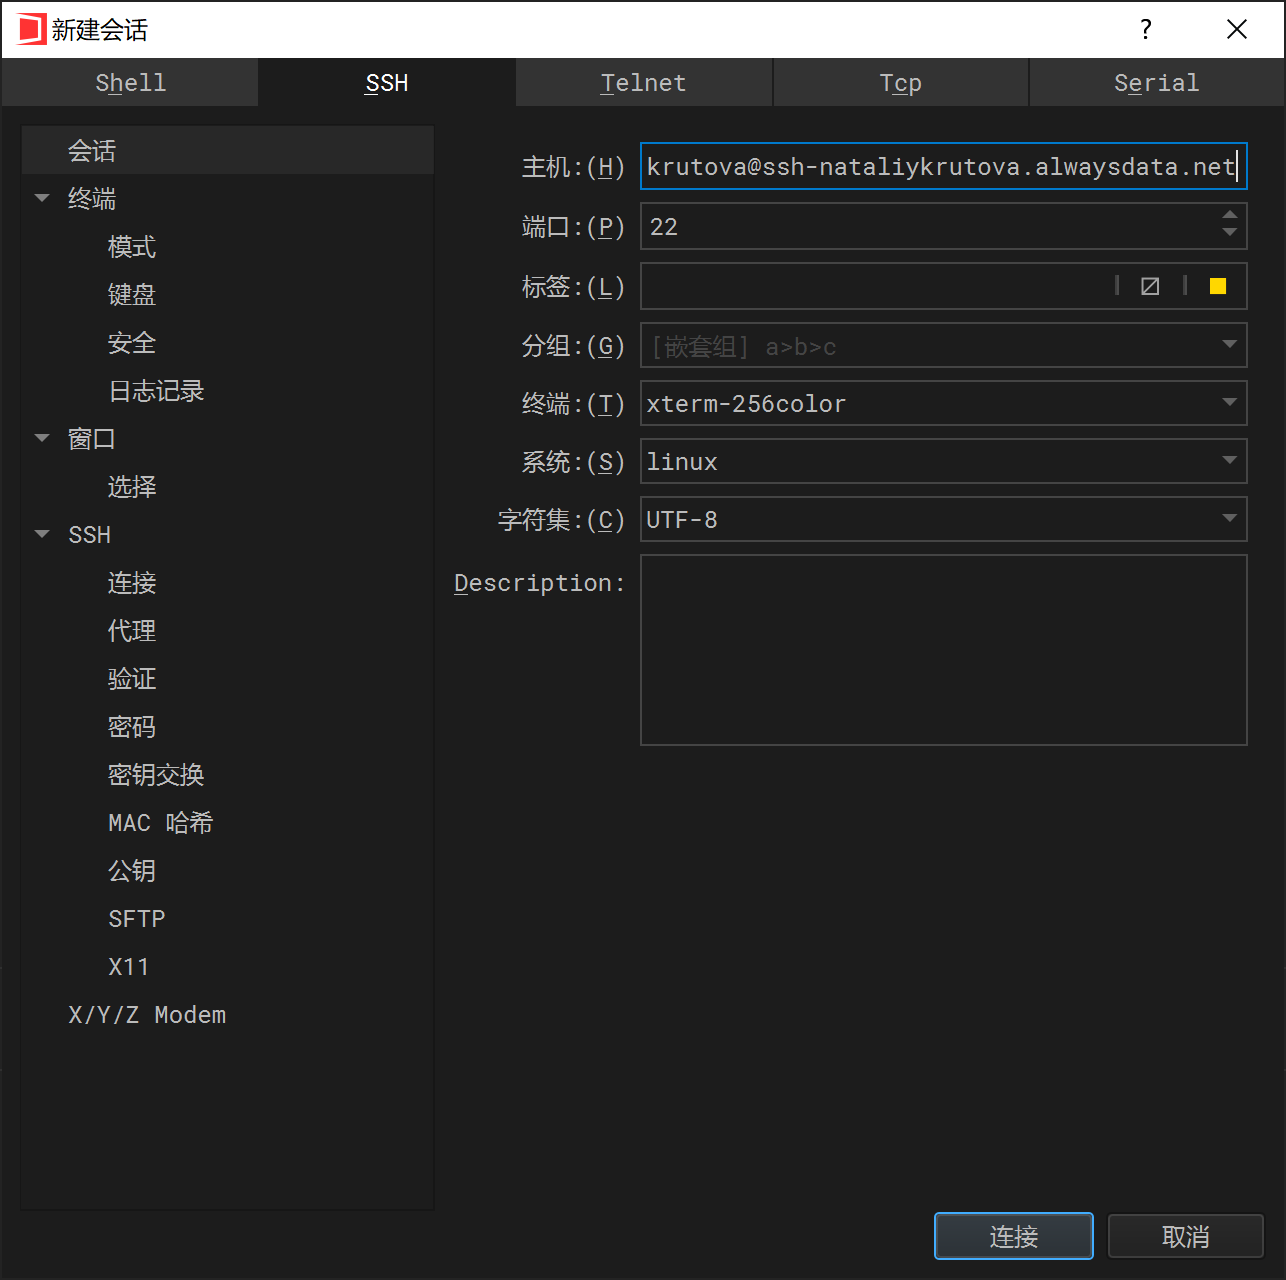 新建会话
?
Shell
SSH
Telnet
Tcp
Serial
会话
终端
模式
键盘
安全
日志记录
窗口
选择
SSH
连接
代理
验证
密码
密钥交换
MAC 哈希
公钥
SFTP
X11
X/Y/Z Modem
主机:(H) krutova@ssh-nataliykrutova.alwaysdata.net
端口:(P) 22
标签:(L)
分组:(G) [嵌套组] a>b>c
终端:(T) xterm-256color
系统:(S) linux
字符集:(C) UTF-8
Description:
连接
取消